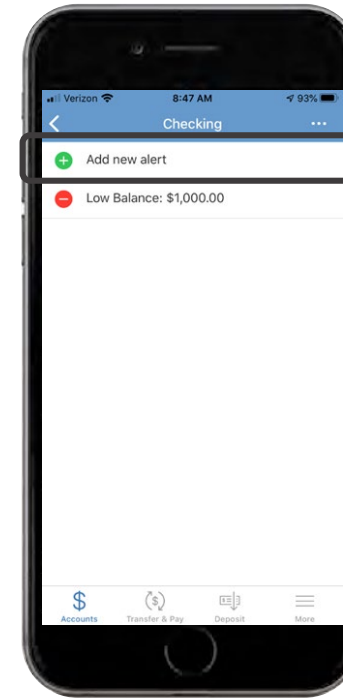 Verizon 8:47 AM 93%
Checking ...
Add new alert
Low Balance: $1,000.00
Accounts Transfer & Pay Deposit More